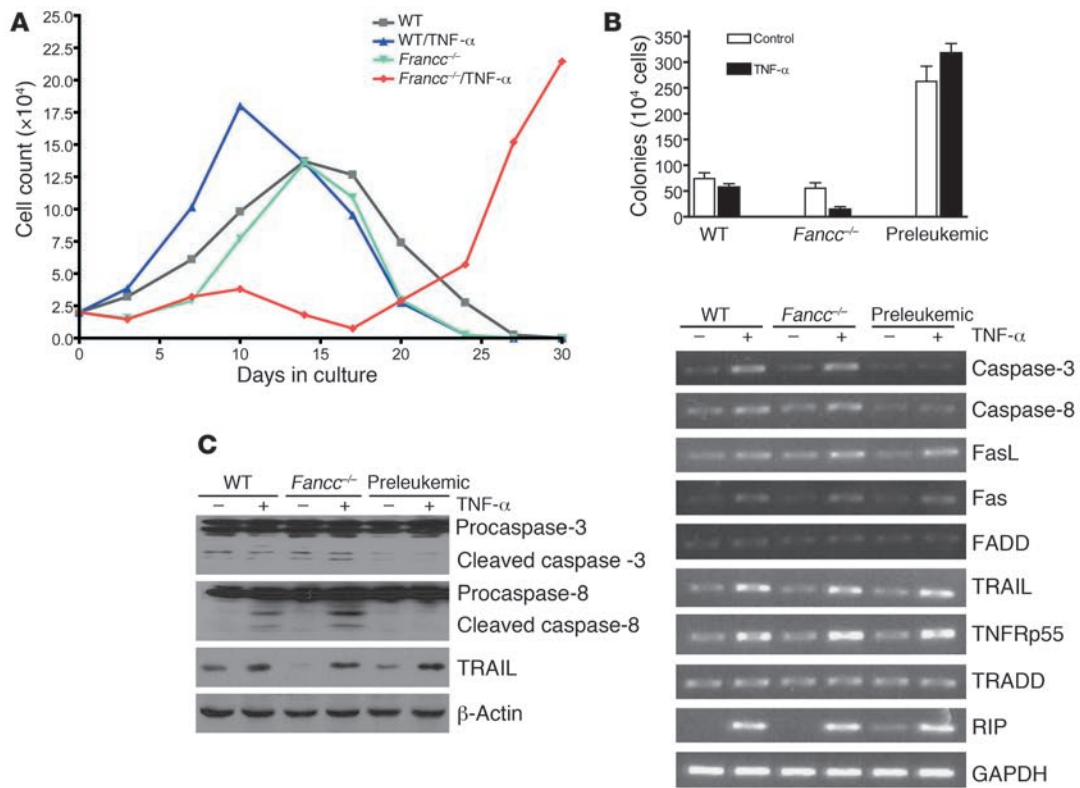 A
WT
WT/TNF-α
Francc⁻/⁻
Francc⁻/⁻/TNF-α
Cell count (×10⁴)
25.0
22.5
20.0
17.5
15.0
12.5
10.0
7.5
5.0
2.5
0.0
0 5 10 15 20 25 30
Days in culture
B
Control
TNF-α
Colonies (10⁴ cells)
350
300
250
200
150
100
50
0
WT Fancc⁻/⁻ Preleukemic
WT Fancc⁻/⁻ Preleukemic
– + – + – + TNF-α
Caspase-3
Caspase-8
FasL
Fas
FADD
TRAIL
TNFRp55
TRADD
RIP
GAPDH
C
WT Fancc⁻/⁻ Preleukemic
– + – + – + TNF-α
Procaspase-3
Cleaved caspase -3
Procaspase-8
Cleaved caspase-8
TRAIL
β-Actin